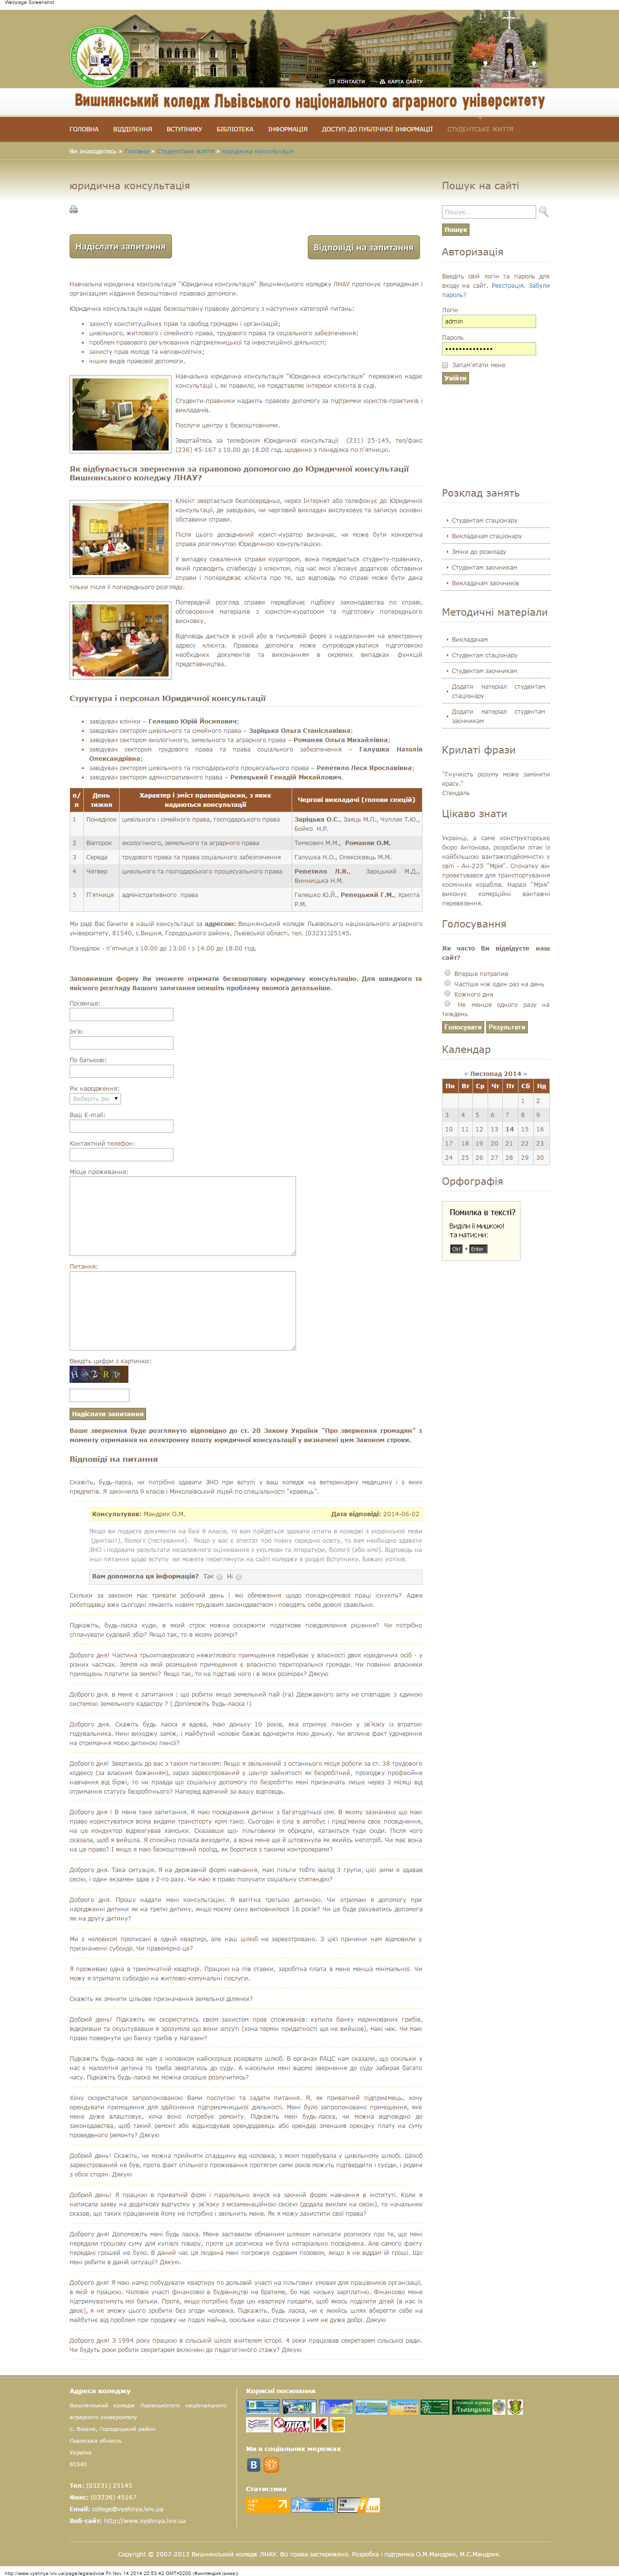 Webpage Screenshot
КОНТАКТИ
КАРТА САЙТУ
Вишнянський коледж Львівського національного аграрного університету
ГОЛОВНА ВІДДІЛЕННЯ ВСТУПНИКУ БІБЛІОТЕКА ІНФОРМАЦІЯ ДОСТУП ДО ПУБЛІЧНОЇ ІНФОРМАЦІЇ СТУДЕНТСЬКЕ ЖИТТЯ
Ви знаходитесь » Головна » Студентське життя » юридична консультація
юридична консультація
Надіслати запитання
Відповіді на запитання
Навчальна юридична консультація "Юридична консультація" Вишнянського коледжу ЛНАУ пропонує громадянам і
організаціям надання безкоштовної правової допомоги.
Юридична консультація надає безкоштовну правову допомогу з наступних категорій питань:
захисту конституційних прав та свобод громадян і організацій;
цивільного, житлового і сімейного права, трудового права та соціального забезпечення;
проблем правового регулювання підприємницької та інвестиційної діяльності;
захисту прав молоді та неповнолітніх;
інших видів правової допомоги.
Навчальна юридична консультація "Юридична консультація" переважно надає
консультації і, як правило, не представляє інтереси клієнта в суді.
Студенти-правники надають правову допомогу за підтримки юристів-практиків і
викладачів.
Послуги центру є безкоштовними.
Звертайтесь за телефоном Юридичної консультації (231) 25-145, тел/факс
(236) 45-167 з 10.00 до 18.00 год. щоденно з понеділка по п'ятницю.
Як відбувається звернення за правовою допомогою до Юридичної консультації
Вишнянського коледжу ЛНАУ?
Клієнт звертається безпосередньо, через Інтернет або телефонує до Юридичної
консультації, де завідувач, чи черговий викладач вислуховує та записує основні
обставини справи.
Після цього досвідчений юрист-куратор визначає, чи може бути конкретна
справа розглянутою Юридичною консультацією.
У випадку схвалення справи куратором, вона передається студенту-правнику,
який проводить співбесіду з клієнтом, під час якої з'ясовує додаткові обставини
справи і попереджає клієнта про те, що відповідь по справі може бути дана
тільки після її попереднього розгляду.
Попередній розгляд справи передбачає підбірку законодавства по справі,
обговорення матеріалів з юристом-куратором та підготовку попереднього
висновку.
Відповідь дається в усній або в письмовій формі з надсиланням на електронну
адресу клієнта. Правова допомога може супроводжуватися підготовкою
необхідних документів та виконанням в окремих випадках функцій
представництва.
Структура і персонал Юридичної консультації
завідувач клініки – Гелешко Юрій Йосипович;
завідувач сектором цивільного та сімейного права – Заріцька Ольга Станіславівна;
завідувач сектором екологічного, земельного та аграрного права – Романяк Ольга Михайлівна;
завідувач сектором трудового права та права соціального забезпечення – Галушка Наталія
Олександрівна;
завідувач сектором цивільного та господарського процесуального права – Репетило Леся Ярославівна;
завідувач сектором адміністративного права – Репецький Генадій Михайлович.
п/п День тижня Характер і зміст правовідносин, з яких надаються консультації Чергові викладачі (голови секцій)
1 Понеділок цивільного і сімейного права, господарського права Заріцька О.С., Заяць М.П., Чуплак Т.Ю., Бойко Н.Р.
2 Вівторок екологічного, земельного та аграрного права Тимкович М.М., Романяк О.М.
3 Середа трудового права та права соціального забезпечення Галушка Н.О., Олексієвець М.М.
4 Четвер цивільного та господарського процесуального права Репетило Л.Я., Заріцький М.Д., Винницька Н.М.
5 П'ятниця адміністративного права Гелешко Ю.Й., Репецький Г.М., Хрипта Р.М.
Ми раді Вас бачити в нашій консультації за адресою: Вишнянський коледж Львівського національного аграрного
університету, 81540, с.Вишня, Городоцького району, Львівської області, тел. (03231)25145.
Понеділок - п'ятниця з 10.00 до 13.00 і з 14.00 до 18.00 год.
Заповнивши форму Ви зможете отримати безкоштовну юридичну консультацію. Для швидкого та
якісного розгляду Вашого запитання опишіть проблему якомога детальніше.
Прізвище:
Ім'я:
По батькові:
Рік народження:
Виберіть рік
Ваш E-mail:
Контактний телефон:
Місце проживання:
Питання:
Введіть цифри з картинки:
Надіслати запитання
Ваше звернення буде розглянуто відповідно до ст. 20 Закону України "Про звернення громадян" з
моменту отримання на електронну пошту юридичної консультації у визначені цим Законом строки.
Відповіді на питання
Скажіть, будь-ласка, чи потрібно здавати ЗНО при вступі у ваш коледж на ветеринарну медицину і з яких
предметів. Я закінчила 9 класів і Миколаївський ліцей по спеціальності "кравець".
Консультував: Мандрик О.М. Дата відповіді: 2014-06-02
Якщо ви подаєте документи на базі 9 класів, то вам прйдеться здавати іспити в коледжі з української мови
(диктант), біології (тестування). Якщо у вас є атестат про повну середню освіту, то вам необхідно здавати
ЗНО і подавати результати незалежного оцінювання з укр.мови та літератури, біології (або хімії). Відповідь на
інші питання щодо вступу ви можете переглянути на сайті коледжу в розділі Вступнику. Бажаю успіхів.
Вам допомогла ця інформація? Так Ні
Скільки за законом має тривати робочий день і які обмеження щодо понаднормової праці існують? Адже
роботодавці вже сьогодні лякають новим трудовим законодавством і поводять себе доволі свавільно.
Підкажіть, будь-ласка куди, в який строк можна оскаржити податкове повідомлення рішення? Чи потрібно
сплачувати судовий збір? Якщо так, то в якому розмірі?
Доброго дня! Частина трьохповерхового нежитлового приміщення перебуває у власності двох юридичних осіб - у
різних частках. Земля на якій розміщене приміщення є власністю територіальної громади. Чи повинні власники
приміщень платити за землю? Якщо так, то на підставі чого і в яких розмірах? Дякую
Доброго дня. в мене є запитання : що робити якщо земельний пай (га) Державного акту не співпадає з єдиною
системою земельного кадастру ? ( Допоможіть будь-ласка !)
Доброго дня. Скажіть будь ласка я вдова, маю доньку 10 років, яка отримує пенсію у зв'язку із втратою
годувальника. Нині виходжу заміж, і майбутній чоловік бажає вдочерити мою доньку. Чи вплине факт удочеріння
на отримання моєю дитиною пенсії?
Доброго дня! Звертаюсь до вас з таким питанням: Якщо я звільнений з останнього місця роботи за ст. 38 трудового
кодексу (за власним бажанням), зараз зареєстрований у центрі зайнятості як безробітний, проходжу професійне
навчання від біржі, то чи правда що соціальну допомогу по безробіттю мені призначать лише через 3 місяці від
отримання статусу безробітного? Наперед вдячний за вашу відповідь.
Доброго дня ! В мене таке запитання. Я маю посвідчення дитини з багатодітньої сімі. В якому зазначено що маю
право користуватися всіма видами транспорту крім таксі. Сьогодні я сіла в автобус і пред'явила своє посвідчення,
на це кондуктор відреагував хамськи. Сказавши що- пільговики їм обридли, катаються туди сюди. Після чого
сказала, щоб я вийшла. Я спокійно почала виходити, а вона мене ще й штовхнула як якийсь непотріб. Чи має вона
на це право? І якщо я маю безкоштовний проїзд, як боротися з такими контролерами?
Доброго дня. Така ситуація. Я на державній формі навчання, маю пільги тобто івалід 3 групи, цієї зими я здавав
сесію, і один екзамен здав з 2-го разу. Чи маю я право получати соціальну стипендію?
Доброго дня. Прошу надати мені консультацію. Я вагітна третьою дитиною. Чи отримаю я допомогу при
народженні дитини як на третю дитину, якщо моєму сину виповнилося 16 років? Чи це буде рахуватись допомога
як на другу дитину?
Ми з чоловіком прописані в одній квартирі, але наш шлюб не зареєстровано. З цієї причини нам відмовили у
призначенні субсидії. Чи правомірно це?
Я проживаю одна в трикімнатній квартирі. Працюю на пів ставки, заробітна плата в мене менша мінімальної. Чи
можу я отримати субсидію на житлово-комунальні послуги.
Скажіть як змінити цільове призначення земельної ділянки?
Добрий день! Підкажіть як скористатись своїм захистом прав споживачів: купила банку маринованих грибів,
відкривши та скуштувавши я зрозуміла що вони зіпсуті (хоча термін придатності ще не вийшов), маю чек. Чи маю
право повернути цю банку грибів у магазин?
Підкажіть будь-ласка як нам з чоловіком найскоріше розірвати шлюб. В органах РАЦС нам сказали, що оскільки у
нас є малолітня дитина то треба звертатись до суду. А наскільки мені відомо звернення до суду забирає багато
часу. Підкажіть будь-ласка як можна скоріше розлучитись?
Хочу скористатися запропонованою Вами послугою та задати питання. Я, як приватний підприємець, хочу
орендувати приміщення для здійснення підприємницької діяльності. Мені було запропоновано приміщення, яке
мене дуже влаштовує, хоча воно потребує ремонту. Підкажіть мені будь-ласка, чи можна відповідно до
законодавства, щоб такий ремонт або відшкодував орендодавець або орендар зменшив орендну плату на суму
проведеного ремонту? Дякую
Добрий день! Скажіть, чи можна прийняти спадщину від чоловіка, з яким перебувала у цивільному шлюбі. Шлюб
зареєстрований не був, проте факт спільного проживання протягом семи років можуть підтвердити і сусіди, і родичі
з обох сторін. Дякую
Добрий день! Я працюю в приватній фірмі і паралельно вчуся на заочній формі навчання в інституті. Коли я
написала заяву на додаткову відпустку у зв'язку з екзаменаційною сесією (додала виклик на сесію), то начальник
сказав, що таких працівників йому не потрібно і звільнить мене. Як я можу захистити свої права?
Доброго дня! Допоможіть мені будь ласка. Мене заставили обманним шляхом написати розписку про те, що мені
передали грошову суму для купівлі товару, проте ця розписка не була нотаріально посвідчена. Але самого факту
передачі грошей не було. В даний час ця людина мені погрожує судовим позовом, якщо я не віддам їй гроші. Що
мені робити в даній ситуації? Дякую.
Доброго дня! Я маю намір побудувати квартиру по дольовій участі на пільгових умовах для працівників організації,
в якій я працюю. Чоловік участі фінансової в будівництві не братиме, бо має низьку зарплатню. Фінансово мене
підтримуватимуть мої батьки. Проте, якщо потрібно буде цю квартиру продати, щоб якось поділити дітей (в нас їх
двоє), я не зможу цього зробити без згоди чоловіка. Підкажіть, будь ласка, чи є якийсь шлях вберегти себе на
майбутнє від проблем при продажу чи поділі майна, оскільки наші стосунки з ним не дуже добрі. Дякую
Доброго дня! З 1994 року працюю в сільській школі вчителем історії. 4 роки працював секретарем сільської ради.
Чи будуть роки роботи секретарем включені до педагогічного стажу? Дякую
Пошук на сайті
Пошук...
Пошук
Авторизація
Введіть свій логін та пароль для
входу на сайт. Реєстрація. Забули
пароль?
Логін
admin
Пароль
Запам'ятати мене
Увійти
Розклад занять
Студентам стаціонару
Викладачам стаціонару
Зміни до розкладу
Студентам заочникам
Викладачам заочників
Методичні матеріали
Викладачам
Студентам стаціонару
Студентам заочникам
Додати матеріал студентам
стаціонару
Додати матеріал студентам
заочникам
Крилаті фрази
"Гнучкість розуму може замінити
красу."
Стендаль
Цікаво знати
Українці, а саме конструкторське
бюро Антонова, розробили літак із
найбільшою вантажопідйомністю у
світі - Ан-225 "Мрія". Спочатку він
проектувався для транспортування
космічних кораблів. Наразі "Мрія"
виконує комерційні вантажні
перевезення.
Голосування
Як часто Ви відвідуєте наш
сайт?
Вперше потрапив
Частіше ніж один раз на день
Кожного дня
Не менше одного разу на
тиждень
Голосувати Результати
Календар
« Листопад 2014 »
Пн Вт Ср Чт Пт Сб Нд
1 2
3 4 5 6 7 8 9
10 11 12 13 14 15 16
17 18 19 20 21 22 23
24 25 26 27 28 29 30
Орфографія
Помилка в тексті?
Виділи її мишкою!
та натисни:
Ctrl + Enter
Адреса коледжу
Вишнянський коледж Львівськогого національного
аграрного університету
с. Вишня, Городоцький район
Львівська область
Україна
81540
Тел: (03231) 25145
Факс: (03236) 45167
Email: college@vyshnya.lviv.ua
Веб-сайт: http://www.vyshnya.lviv.ua
Корисні посилання
Ми в соціальних мережах
Статистика
Copyright © 2007-2012 Вишнянський коледж ЛНАУ. Всі права застережено. Розробка і підтримка О.М.Мандрик, М.С.Мандрик.
http://www.vyshnya.lviv.ua/page/legaladvise Fri Nov 14 2014 20:53:42 GMT+0200 (Финляндия (зима))